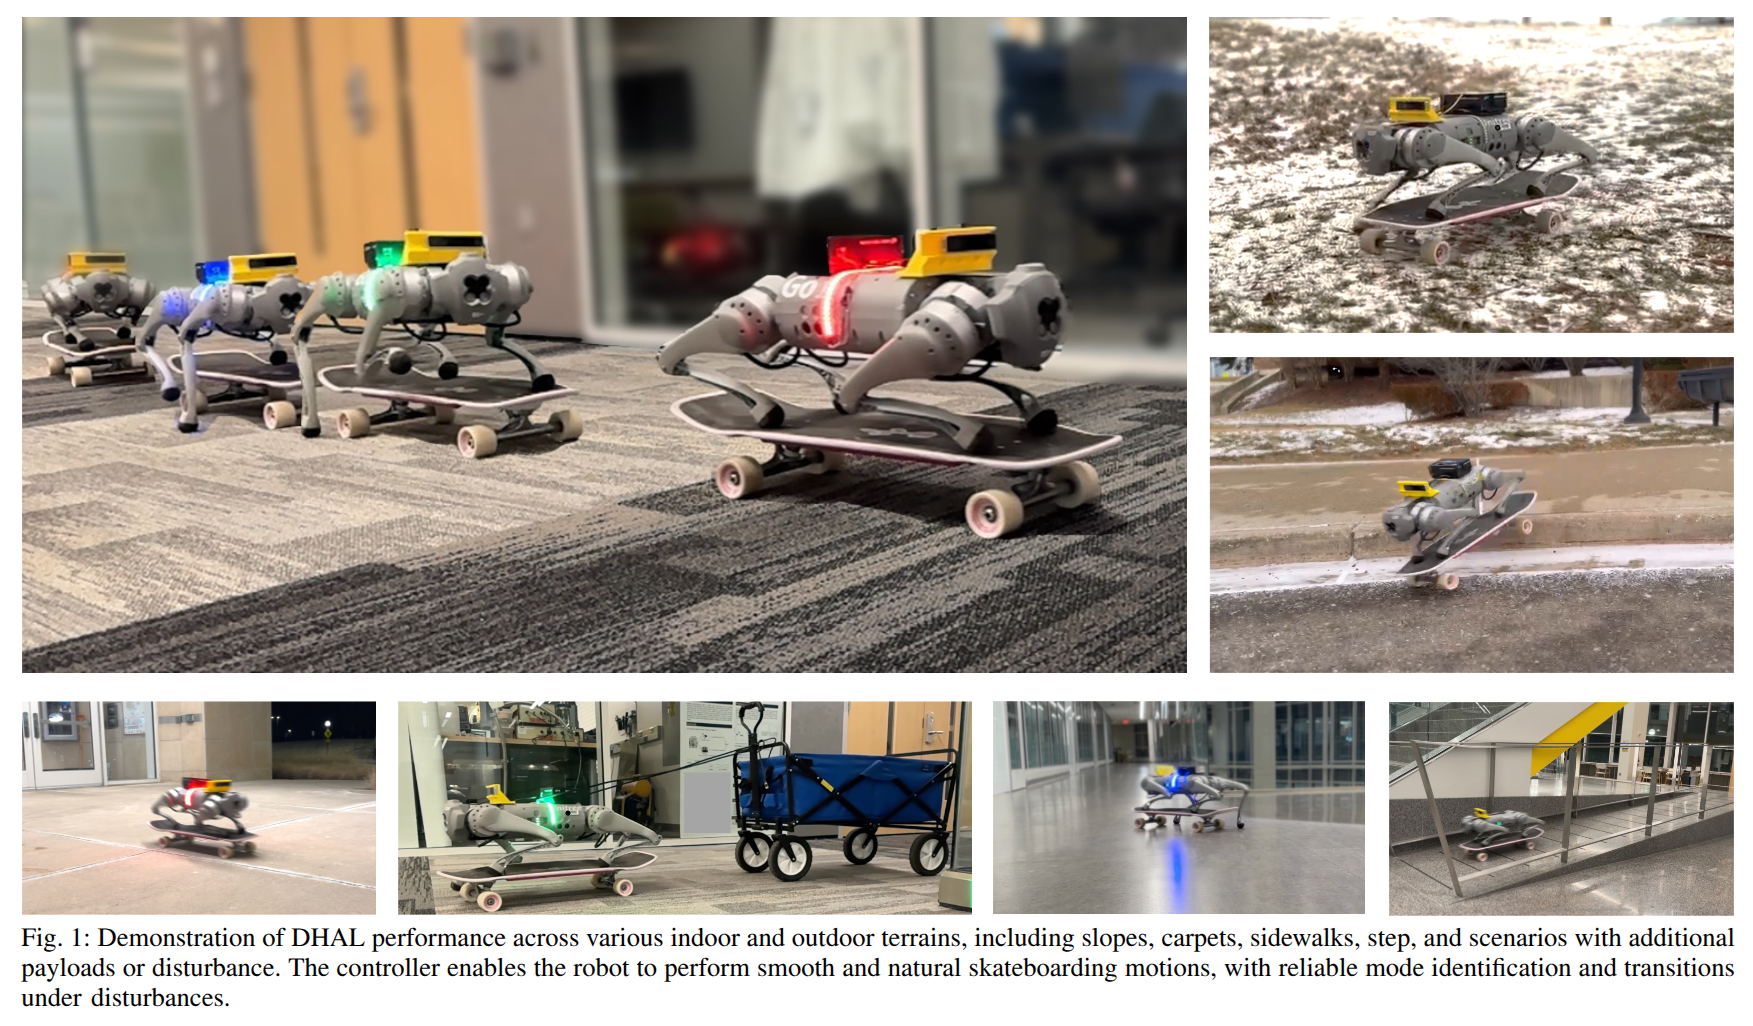 Go
Fig. 1: Demonstration of DHAL performance across various indoor and outdoor terrains, including slopes, carpets, sidewalks, step, and scenarios with additional
payloads or disturbance. The controller enables the robot to perform smooth and natural skateboarding motions, with reliable mode identification and transitions
under disturbances.